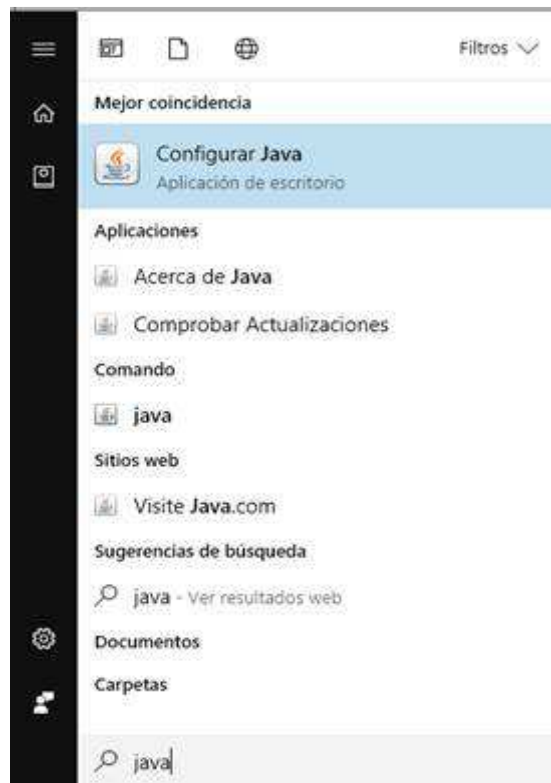 Filtros
Mejor coincidencia
Configurar Java
Aplicación de escritorio
Aplicaciones
Acerca de Java
Comprobar Actualizaciones
Comando
java
Sitios web
Visite Java.com
Sugerencias de búsqueda
java - Ver resultados web
Documentos
Carpetas
java